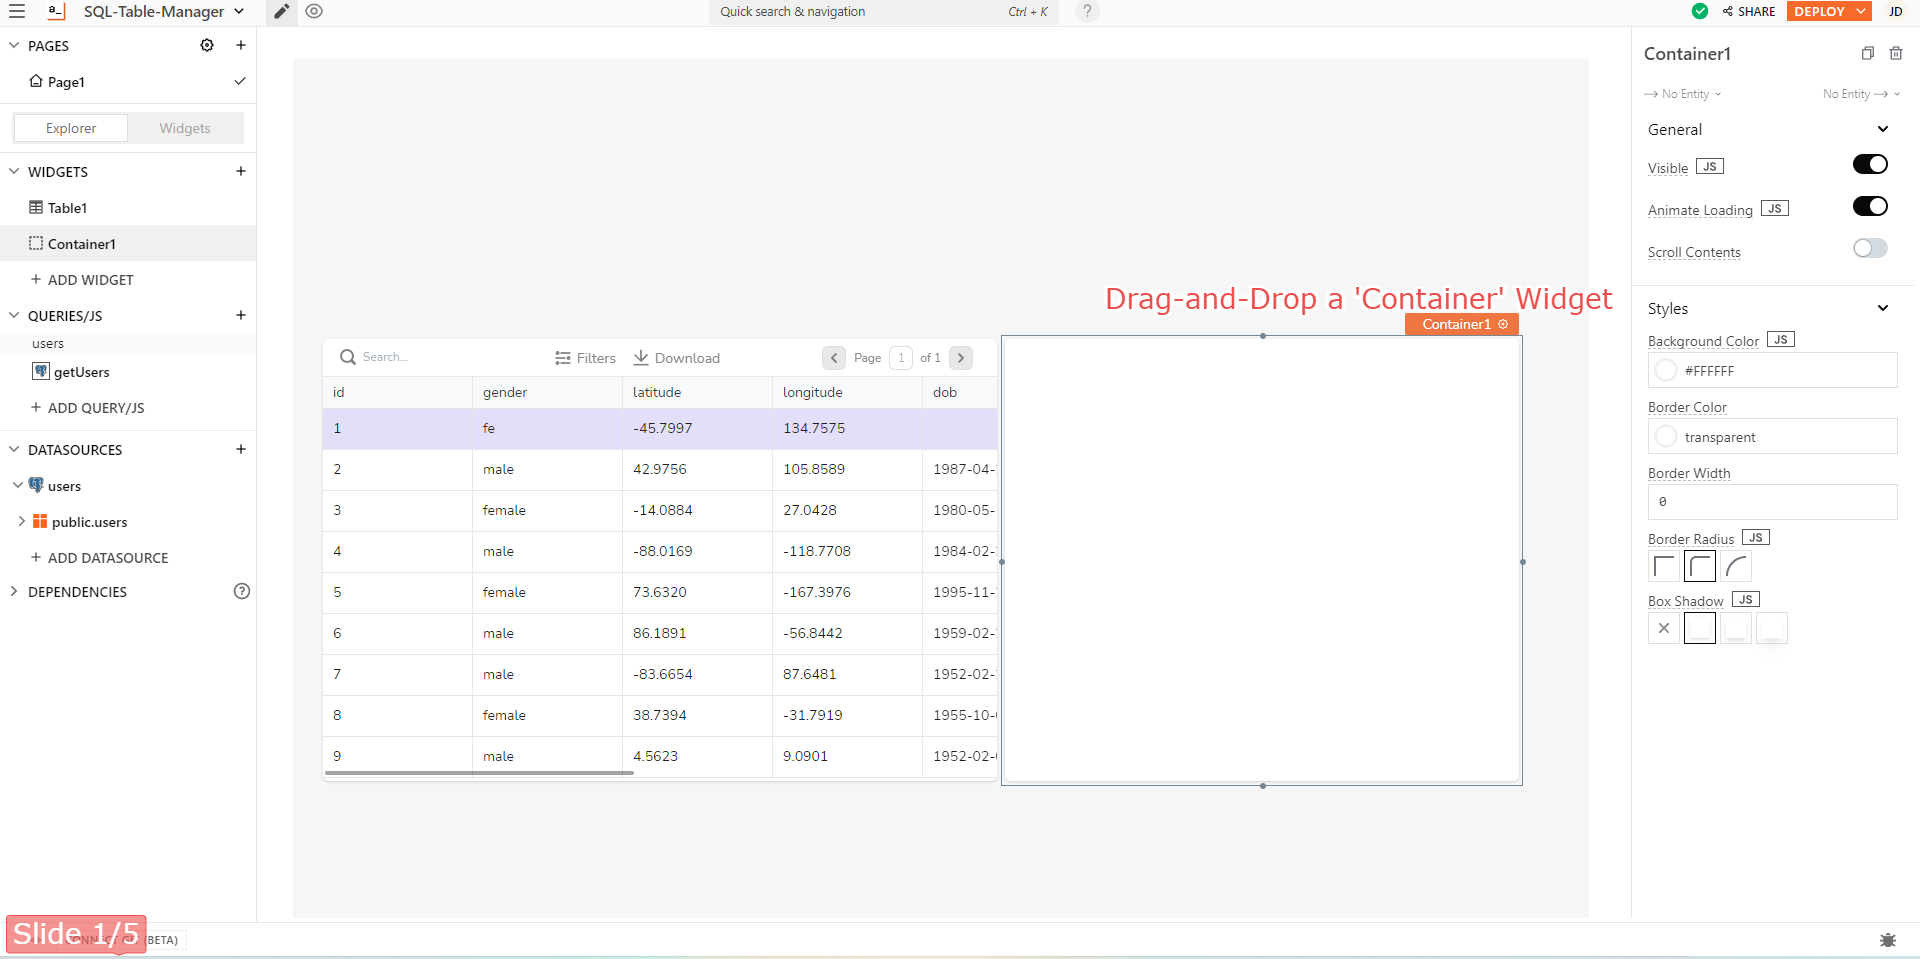 a_
SQL-Table-Manager
Quick search & navigation
Ctrl + K
?
SHARE
DEPLOY
JD
PAGES
Page1
Explorer
Widgets
WIDGETS
Table1
Container1
ADD WIDGET
QUERIES/JS
users
getUsers
ADD QUERY/JS
DATASOURCES
users
public.users
ADD DATASOURCE
DEPENDENCIES
?
Drag-and-Drop a 'Container' Widget
Container1
Search...
Filters
Download
Page 1 of 1
id gender latitude longitude dob
1 fe -45.7997 134.7575
2 male 42.9756 105.8589 1987-04-
3 female -14.0884 27.0428 1980-05-
4 male -88.0169 -118.7708 1984-02-
5 female 73.6320 -167.3976 1995-11-
6 male 86.1891 -56.8442 1959-02-
7 male -83.6654 87.6481 1952-02-
8 female 38.7394 -31.7919 1955-10-
9 male 4.5623 9.0901 1952-02-
Container1
No Entity
No Entity
General
Visible JS
Animate Loading JS
Scroll Contents
Styles
Background Color JS
#FFFFFF
Border Color
transparent
Border Width
0
Border Radius JS
Box Shadow JS
Slide 1/5
(BETA)